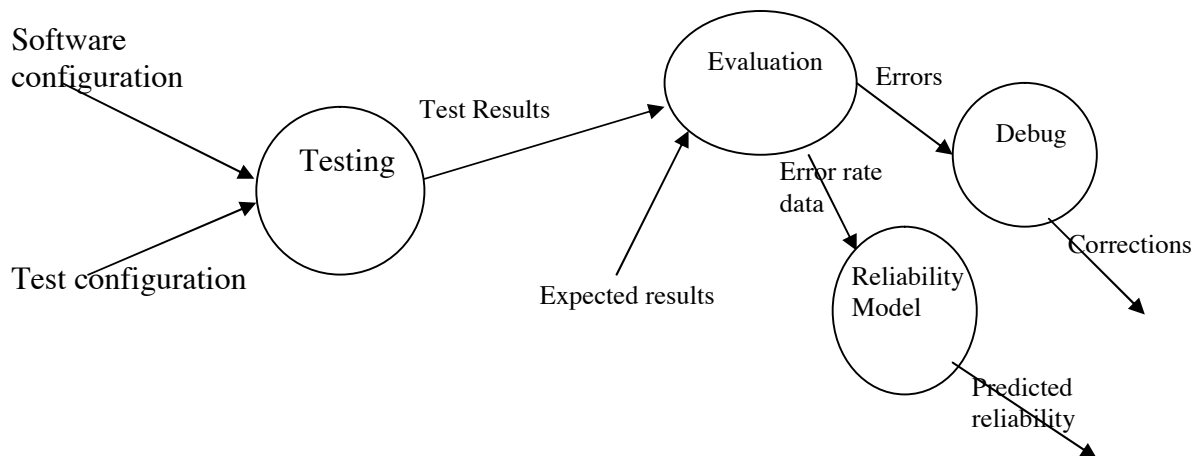 Software
configuration
Test Results
Testing
Test configuration
Expected results
Evaluation
Errors
Debug
Error rate
data
Corrections
Reliability
Model
Predicted
reliability